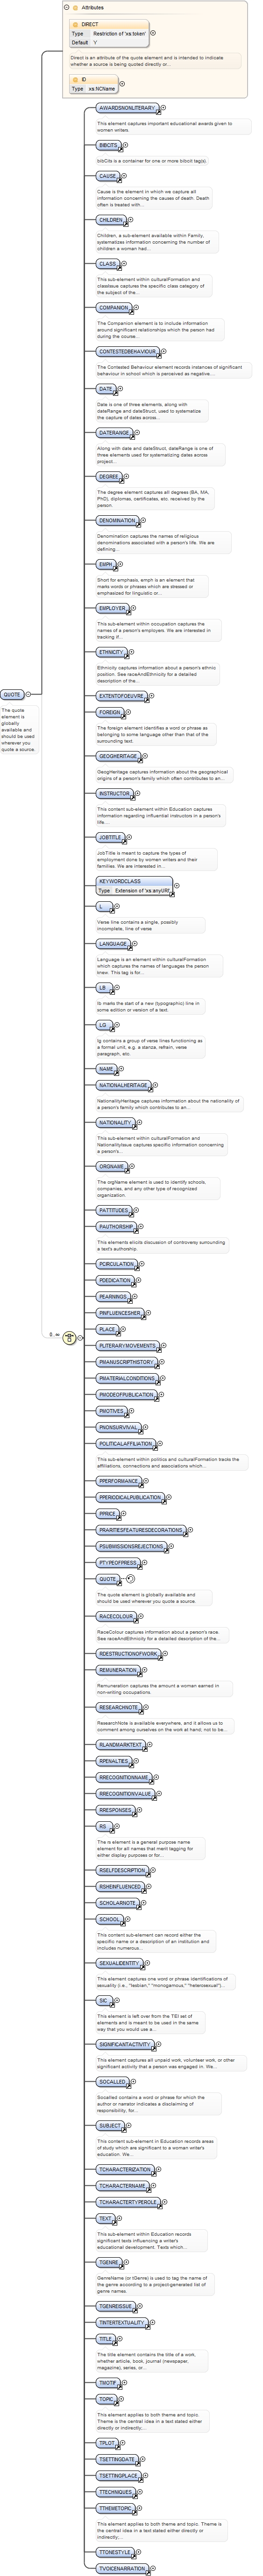 Attributes
DIRECT
Type Restriction of 'xs:token'
Default 'Y'
Direct is an attribute of the quote element and is intended to indicate
whether a source is being quoted directly or...
ID
Type xs:NCName
AWARDSNONLITERARY
This element captures important educational awards given to
women writers.
BIBCITS
bibCits is a container for one or more bibcit tag(s).
CAUSE
Cause is the element in which we capture all
information concerning the causes of death. Death
often is treated with...
CHILDREN
Children, a sub-element available within Family,
systematizes information concerning the number of
children a woman had...
CLASS
This sub-element within culturalFormation and
classIssue captures the specific class category of
the subject of the...
COMPANION
The Companion element is to include information
around significant relationships which the person had
during the course...
CONTESTEDBEHAVIOUR
The Contested Behaviour element records instances of significant
behaviour in school which is perceived as negative....
DATE
Date is one of three elements, along with
dateRange and dateStruct, used to systematize
the capture of dates across...
DATERANGE
Along with date and dateStruct, dateRange is one of
three elements used for systematizing dates across
project...
DEGREE
The degree element captures all degrees (BA, MA,
PhD), diplomas, certificates, etc. received by the
person.
DENOMINATION
Denomination captures the names of religious
denominations associated with a person's life. We are
defining...
EMPH
Short for emphasis, emph is an element that
marks words or phrases which are stressed or
emphasized for linguistic or...
EMPLOYER
This sub-element within occupation captures the
names of a person's employers. We are interested in
tracking if...
ETHNICITY
Ethnicity captures information about a person's ethnic
position. See raceAndEthnicity for a detailed
description of the...
EXTENTOFOEUVRE
FOREIGN
The foreign element identifies a word or phrase as
belonging to some language other than that of the
surrounding text.
QUOTE
The quote
element is
globally
available and
should be used
wherever you
quote a source.
GEOGHERITAGE
GeogHeritage captures information about the geographical
origins of a person's family which often contributes to an...
INSTRUCTOR
This content sub-element within Education captures
information regarding influential instructors in a person's
life....
JOBTITLE
JobTitle is meant to capture the types of
employment done by women writers and their
families. We are interested in...
KEYWORDCLASS
Type Extension of 'xs:anyURI'
L
Verse line contains a single, possibly
incomplete, line of verse
LANGUAGE
Language is an element within culturalFormation
which captures the names of languages the person
knew. This tag is for...
LB
lb marks the start of a new (typographic) line in
some edition or version of a text.
LG
lg contains a group of verse lines functioning as
a formal unit, e.g. a stanza, refrain, verse
paragraph, etc.
NAME
NATIONALHERITAGE
NationalityHeritage captures information about the nationality of
a person's family which contributes to an...
NATIONALITY
This sub-element within culturalFormation and
NationalityIssue captures specific information concerning
a person's...
ORGNAME
The orgName element is used to identify schools,
companies, and any other type of recognized
organization.
PATTITUDES
PAUTHORSHIP
This elements elicits discussion of controversy surrounding
a text's authorship.
PCIRCULATION
PDEDICATION
PEARNINGS
PINFLUENCESHER
0..∞
PLACE
PLITERARYMOVEMENTS
PMANUSCRIPTHISTORY
PMATERIALCONDITIONS
PMODEOFPUBLICATION
PMOTIVES
PNONSURVIVAL
POLITICALAFFILIATION
This sub-element within politics and culturalFormation tracks the
affiliations, connections and associations which...
PPERFORMANCE
PPERIODICALPUBLICATION
PPRICE
PRARITIESFEATURESDECORATIONS
PSUBMISSIONSREJECTIONS
PTYPEOFPRESS
QUOTE
The quote element is globally available and
should be used wherever you quote a source.
RACECOLOUR
RaceColour captures information about a person's race.
See raceAndEthnicity for a detailed description of the...
RDESTRUCTIONOFWORK
REMUNERATION
Remuneration captures the amount a woman earned in
non-writing occupations
RESEARCHNOTE
ResearchNote is available everywhere, and it allows us to
comment among ourselves on the work at hand, not to be...
RLANDMARKTEXT
RPENALTIES
RRECOGNITIONNAME
RRECOGNITIONVALUE
RRESPONSES
RS
The rs element is a general purpose name
element for all names that merit tagging for
either display purposes or for...
RSELFDESCRIPTION
RSHEINFLUENCED
SCHOLARNOTE
SCHOOL
This content sub-element can record either the
specific name or a description of an institution and
includes numerous...
SEXUALIDENTITY
This element captures one word or phrase identifications of
sexuality (i.e., "lesbian," "monogamous," "heterosexual")...
SIC
This element is left over from the TEI set of
elements and is meant to be used in the same
way that you would use a...
SIGNIFICANTACTIVITY
This element captures all unpaid work, volunteer work, or other
significant activity that a person was engaged in. We...
SOCALLED
Socalled contains a word or phrase for which the
author or narrator indicates a disclaiming of
responsibility, for...
SUBJECT
This content sub-element in Education records areas
of study which are significant to a woman writer's
education. We...
TCHARACTERIZATION
TCHARACTERNAME
TCHARACTERTYPEROLE
TEXT
This sub-element within Education records
significant texts influencing a writer's
educational development. Texts which...
TGENRE
GenreName (or tGenre) is used to tag the name of
the genre according to a project-generated list of
genre names.
TGENREISSUE
TINTERTEXTUALITY
TITLE
The title element contains the title of a work,
whether article, book, journal (newspaper,
magazine), series, or...
TMOTIF
TOPIC
This element applies to both theme and topic.
Theme is the central idea in a text stated either
directly or indirectly,...
TPLOT
TSETTINGDATE
TSETTINGPLACE
TTECHNIQUES
TTHEMETOPIC
This element applies to both theme and topic. Theme is
the central idea in a text stated either directly or
indirectly,...
TTONESTYLE
TVOICENARRATION